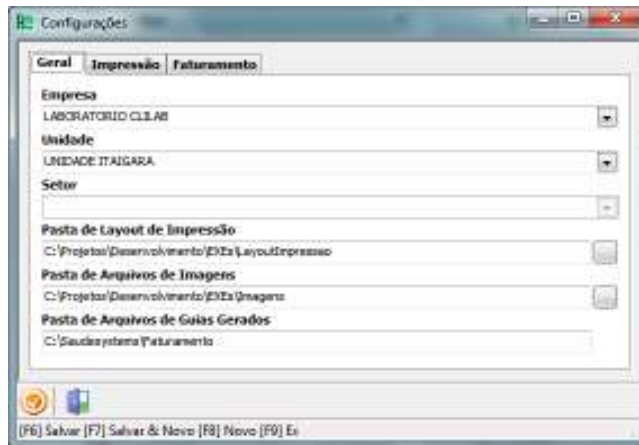 Configurações
Geral Impressão Faturamento
Empresa
LABORATORIO CLILAB
Unidade
UNIDADE ITAIGARA
Setor
Pasta de Layout de Impressão
C:\Projetos\Desenvolvimento\EXEs\LayoutImpressao
Pasta de Arquivos de Imagens
C:\Projetos\Desenvolvimento\EXEs\Imagens
Pasta de Arquivos de Guias Gerados
C:\Saudesystems\Faturamento
[F6] Salvar [F7] Salvar & Novo [F8] Novo [F9] Ex